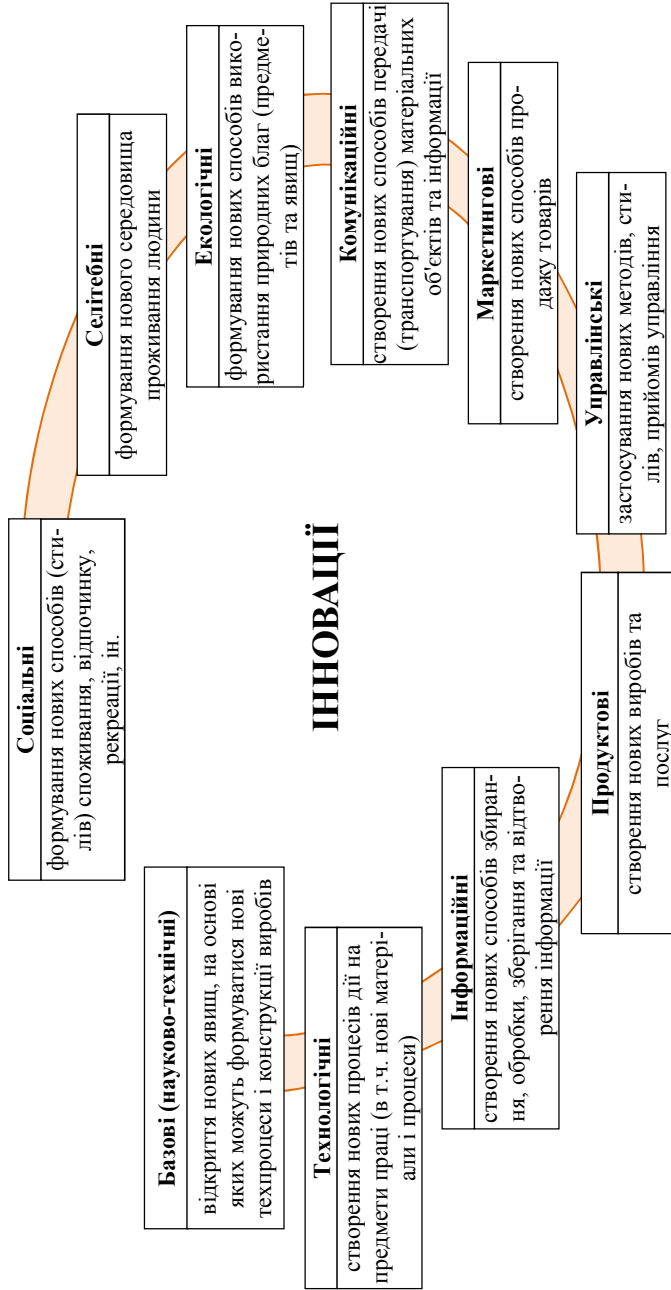 Базові (науково-технічні)
відкриття нових явищ, на основі
яких можуть формуватися нові
техпроцеси і конструкції виробів
Технологічні
створення нових процесів дії на
предмети праці (в т.ч. нові матері-
али і процеси)
Інформаційні
створення нових способів збиран-
ня, обробки, зберігання та відтво-
рення інформації
Продуктові
створення нових виробів та
послуг
Управлінські
застосування нових методів, сти-
лів, прийомів управління
Маркетингові
створення нових способів про-
дажу товарів
Комунікаційні
створення нових способів передачі
(транспортування) матеріальних
об'єктів та інформації
Екологічні
формування нових способів вико-
ристання природних благ (предме-
тів та явищ)
Селітебні
формування нового середовища
проживання людини
Соціальні
формування нових способів (сти-
лів) споживання, відпочинку,
рекреації, ін.
ІННОВАЦІЇ